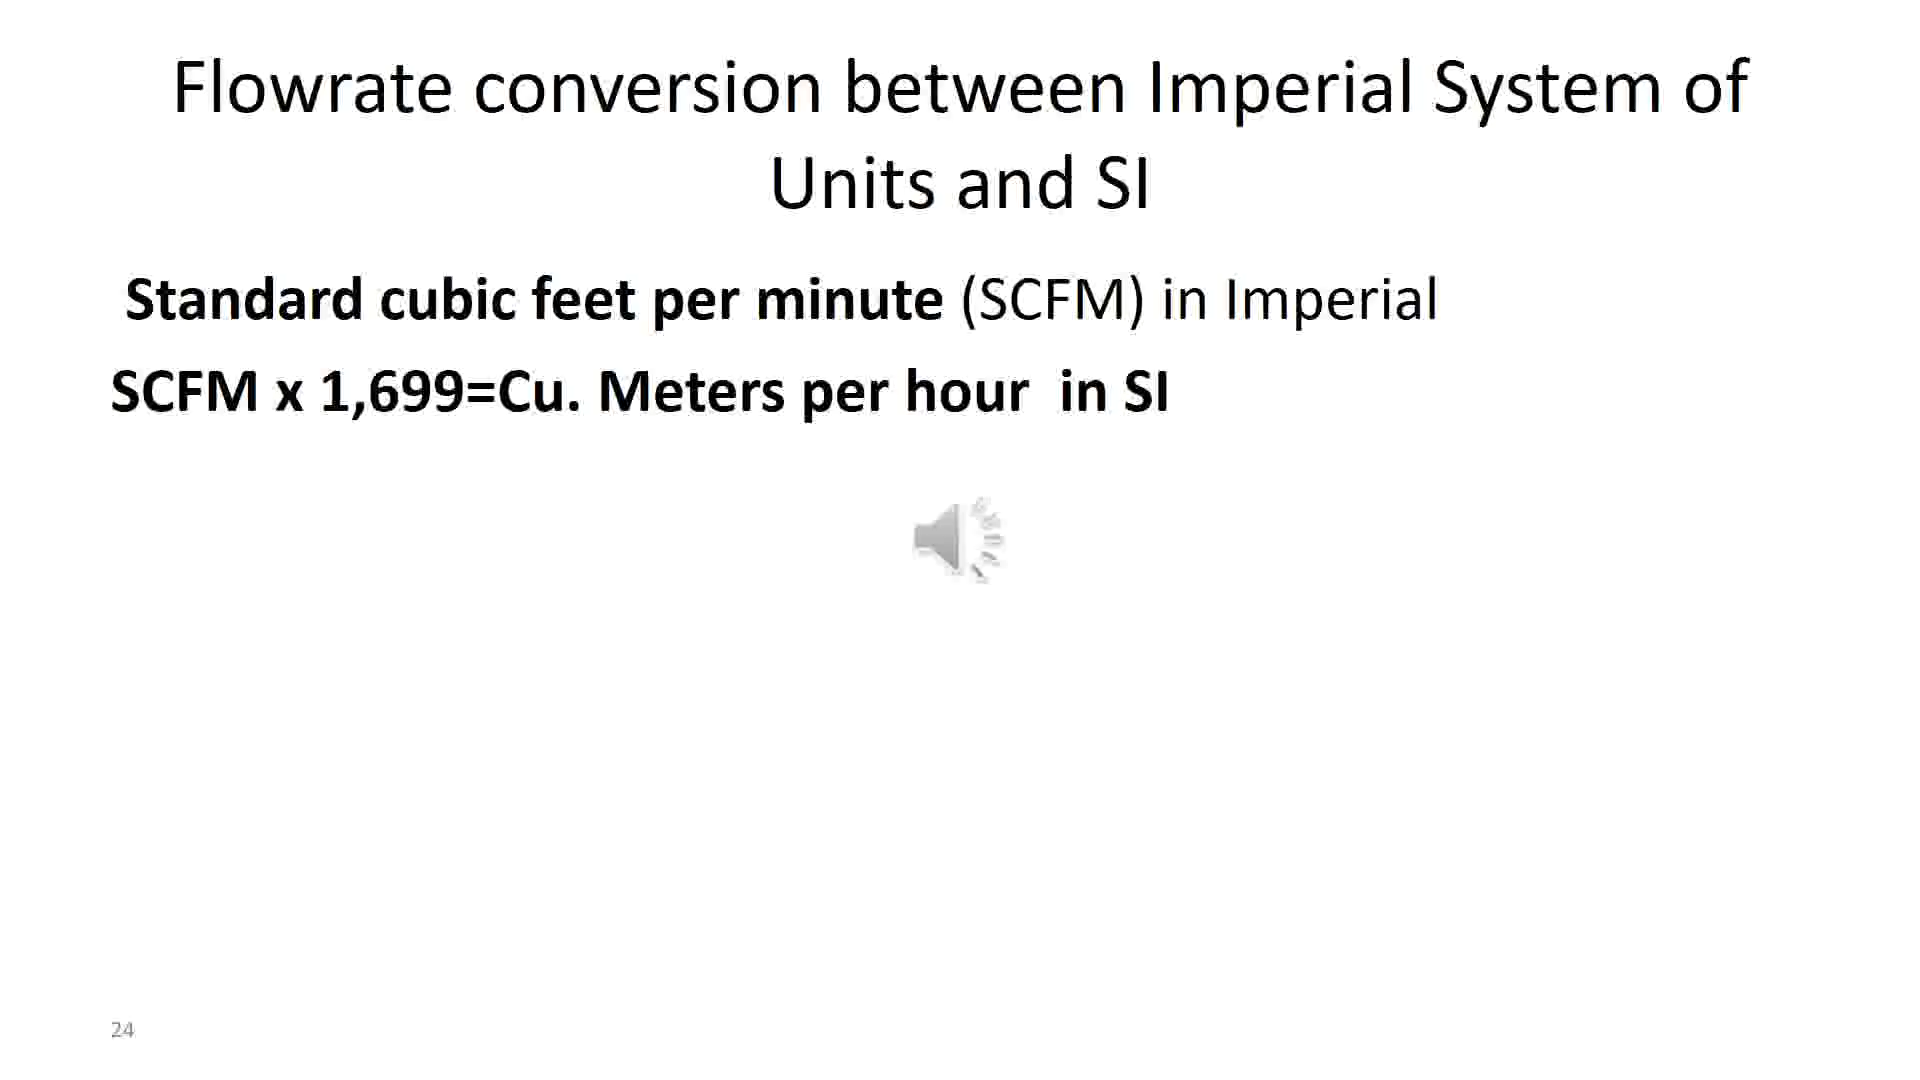 Flowrate conversion between Imperial System of
Units and SI
Standard cubic feet per minute (SCFM) in Imperial
SCFM x 1,699=Cu. Meters per hour  in SI
24